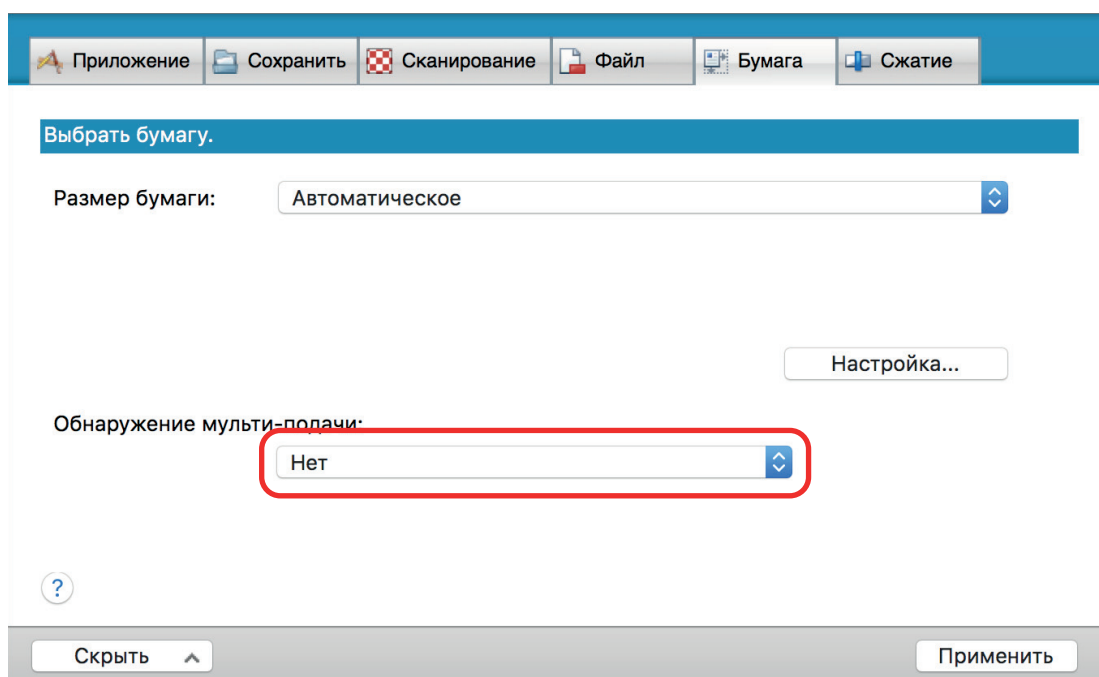 Приложение Сохранить Сканирование Файл Бумага Сжатие
Выбрать бумагу.
Размер бумаги: Автоматическое
Настройка...
Обнаружение мульти-подачи:
Нет
?
Скрыть
Применить